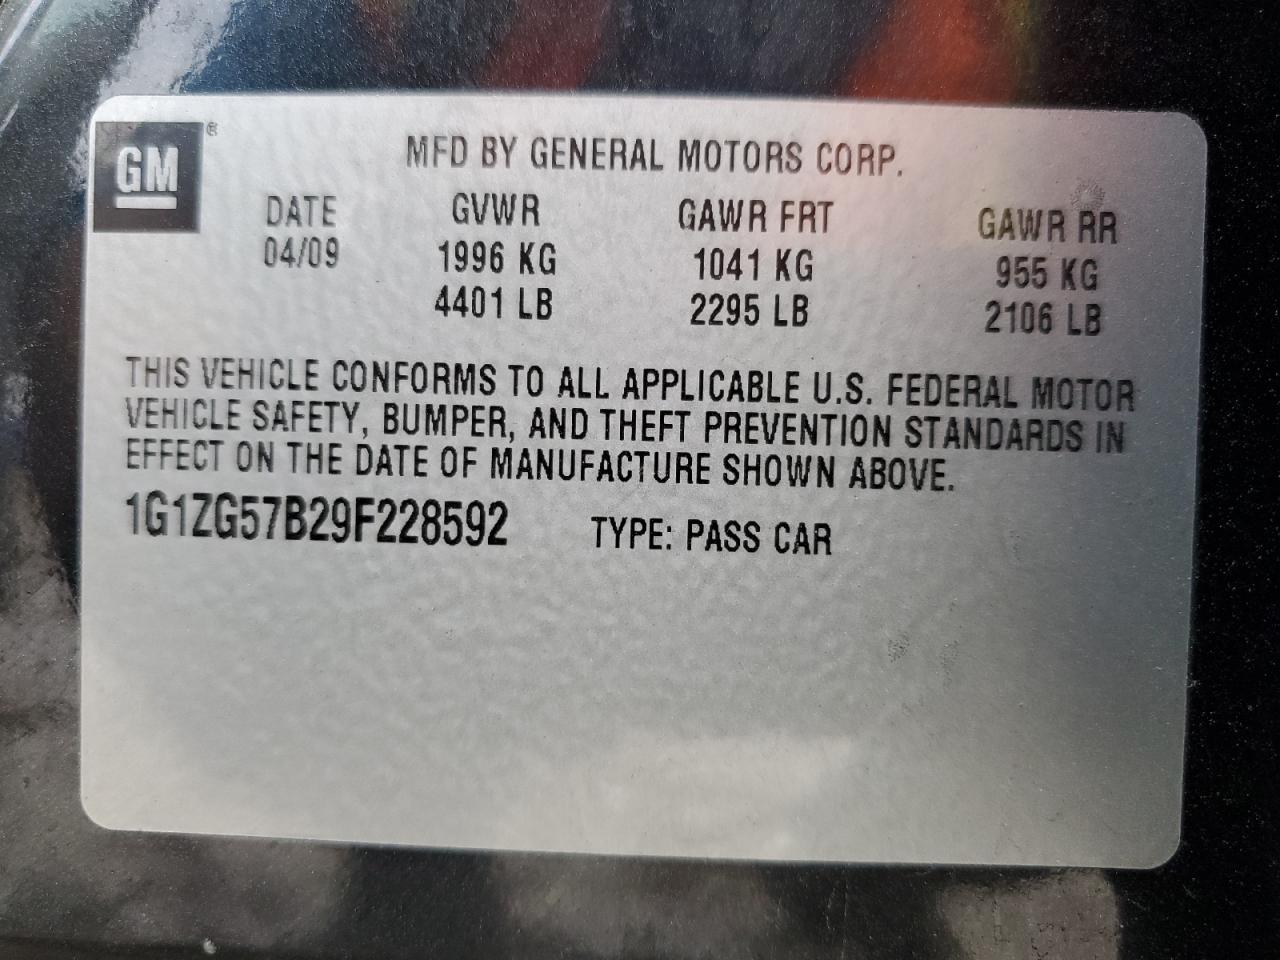 GM ®
MFD BY GENERAL MOTORS CORP.
DATE GVWR GAWR FRT GAWR RR
04/09 1996 KG 1041 KG 955 KG
4401 LB 2295 LB 2106 LB
THIS VEHICLE CONFORMS TO ALL APPLICABLE U.S. FEDERAL MOTOR
VEHICLE SAFETY, BUMPER, AND THEFT PREVENTION STANDARDS IN
EFFECT ON THE DATE OF MANUFACTURE SHOWN ABOVE.
1G1ZG57B29F228592 TYPE: PASS CAR